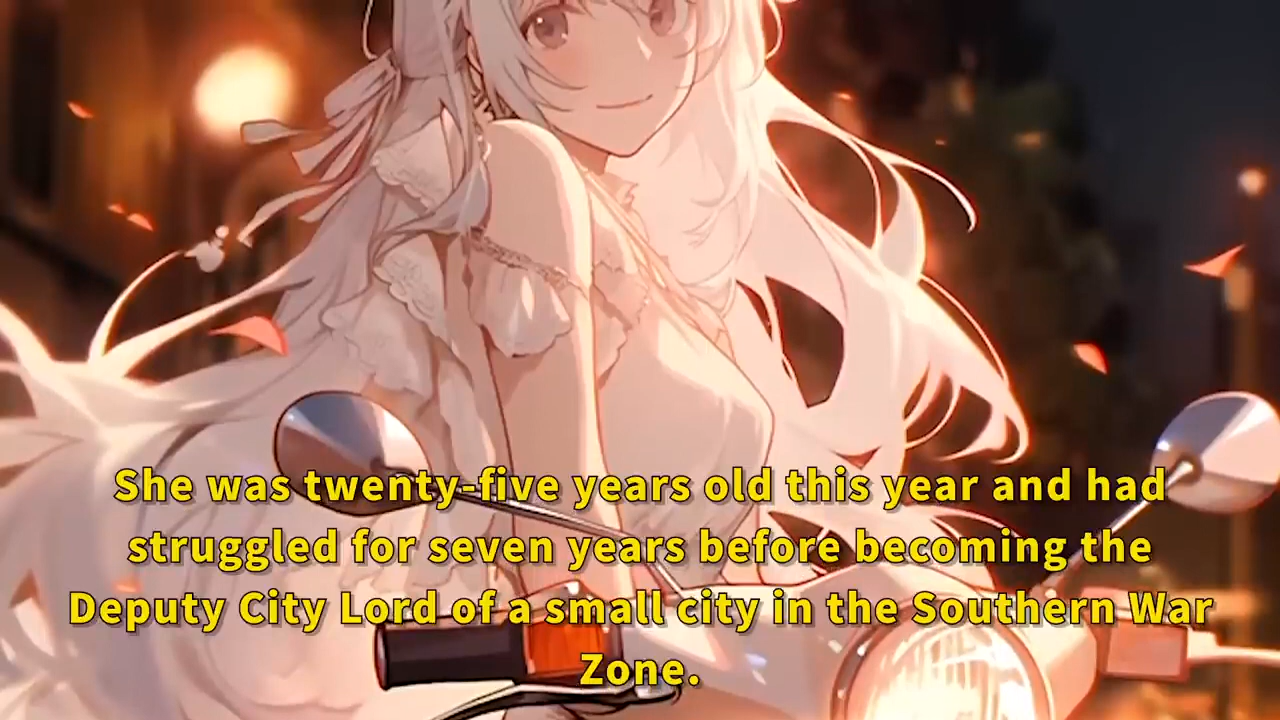 She was twenty-five years old this year and had
struggled for seven years before becoming the
Deputy City Lord of a small city in the Southern War
Zone.